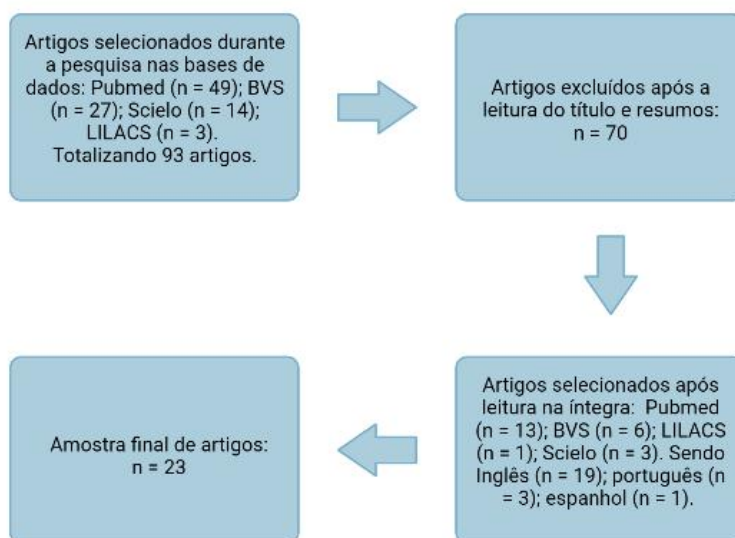 Artigos selecionados durante
a pesquisa nas bases de
dados: Pubmed (n = 49); BVS
(n = 27); Scielo (n = 14);
LILACS (n = 3).
Totalizando 93 artigos.
Artigos excluídos após a
leitura do título e resumos:
n = 70
Artigos selecionados após
leitura na íntegra: Pubmed
(n = 13); BVS (n = 6); LILACS
(n = 1); Scielo (n = 3). Sendo
Inglês (n = 19); português (n
= 3); espanhol (n = 1).
Amostra final de artigos:
n = 23